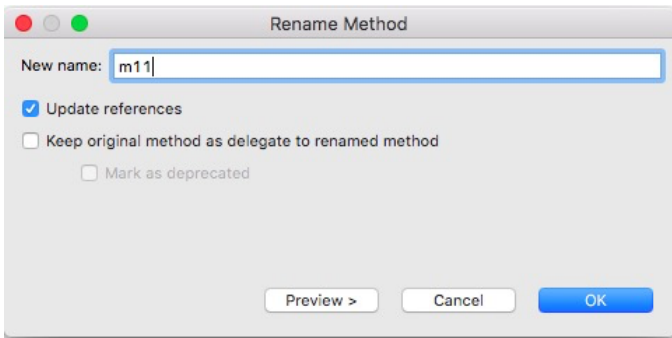 Rename Method
New name: m11
Update references
Keep original method as delegate to renamed method
Mark as deprecated
Preview > Cancel OK